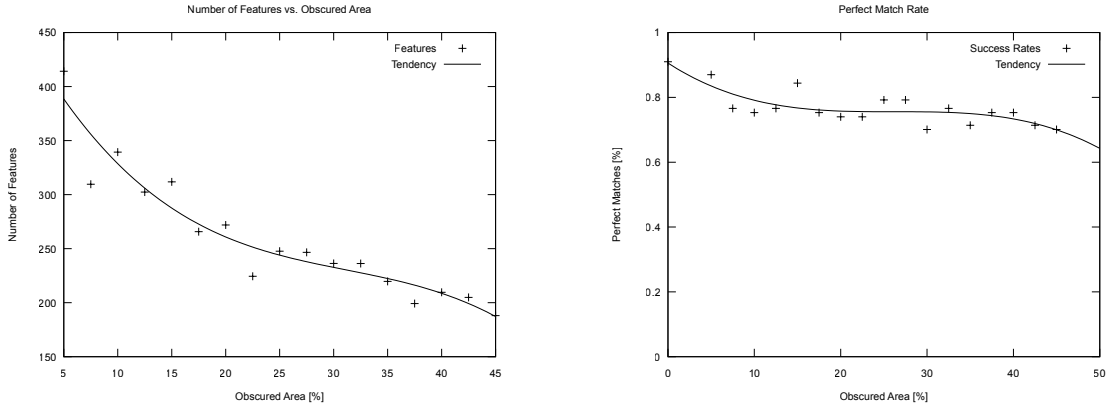 Number of Features vs. Obscured Area
450
400
350
300
250
200
150
Number of Features
Features
Tendency
5 10 15 20 25 30 35 40 45
Obscured Area [%]
Perfect Match Rate
1
0.8
0.6
0.4
0.2
0
Perfect Matches [%]
Success Rates
Tendency
0 10 20 30 40 50
Obscured Area [%]